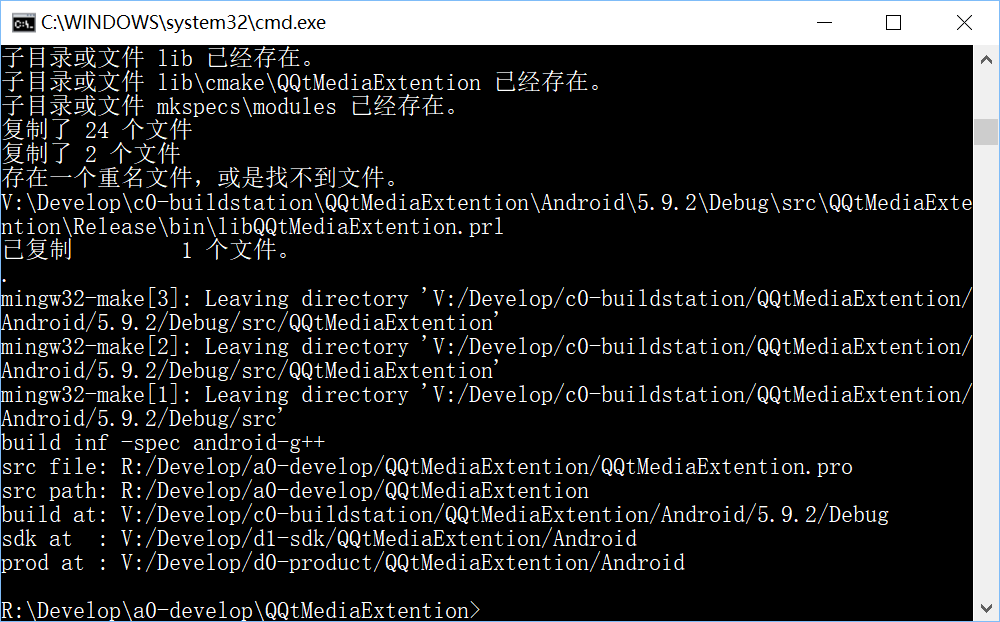 C:\WINDOWS\system32\cmd.exe
子目录或文件 lib 已经存在。
子目录或文件 lib\cmake\QQtMediaExtention 已经存在。
子目录或文件 mkspecs\modules 已经存在。
复制了 24 个文件
复制了 2 个文件
存在一个重名文件，或是找不到文件。
V:\Develop\c0-buildstation\QQtMediaExtention\Android\5.9.2\Debug\src\QQtMediaExte
ntion\Release\bin\libQQtMediaExtention.prl
已复制         1 个文件。
.
mingw32-make[3]: Leaving directory 'V:/Develop/c0-buildstation/QQtMediaExtention/
Android/5.9.2/Debug/src/QQtMediaExtention'
mingw32-make[2]: Leaving directory 'V:/Develop/c0-buildstation/QQtMediaExtention/
Android/5.9.2/Debug/src/QQtMediaExtention'
mingw32-make[1]: Leaving directory 'V:/Develop/c0-buildstation/QQtMediaExtention/
Android/5.9.2/Debug/src'
build inf -spec android-g++
src file: R:/Develop/a0-develop/QQtMediaExtention/QQtMediaExtention.pro
src path: R:/Develop/a0-develop/QQtMediaExtention
build at: V:/Develop/c0-buildstation/QQtMediaExtention/Android/5.9.2/Debug
sdk at  : V:/Develop/d1-sdk/QQtMediaExtention/Android
prod at : V:/Develop/d0-product/QQtMediaExtention/Android
R:\Develop\a0-develop\QQtMediaExtention>